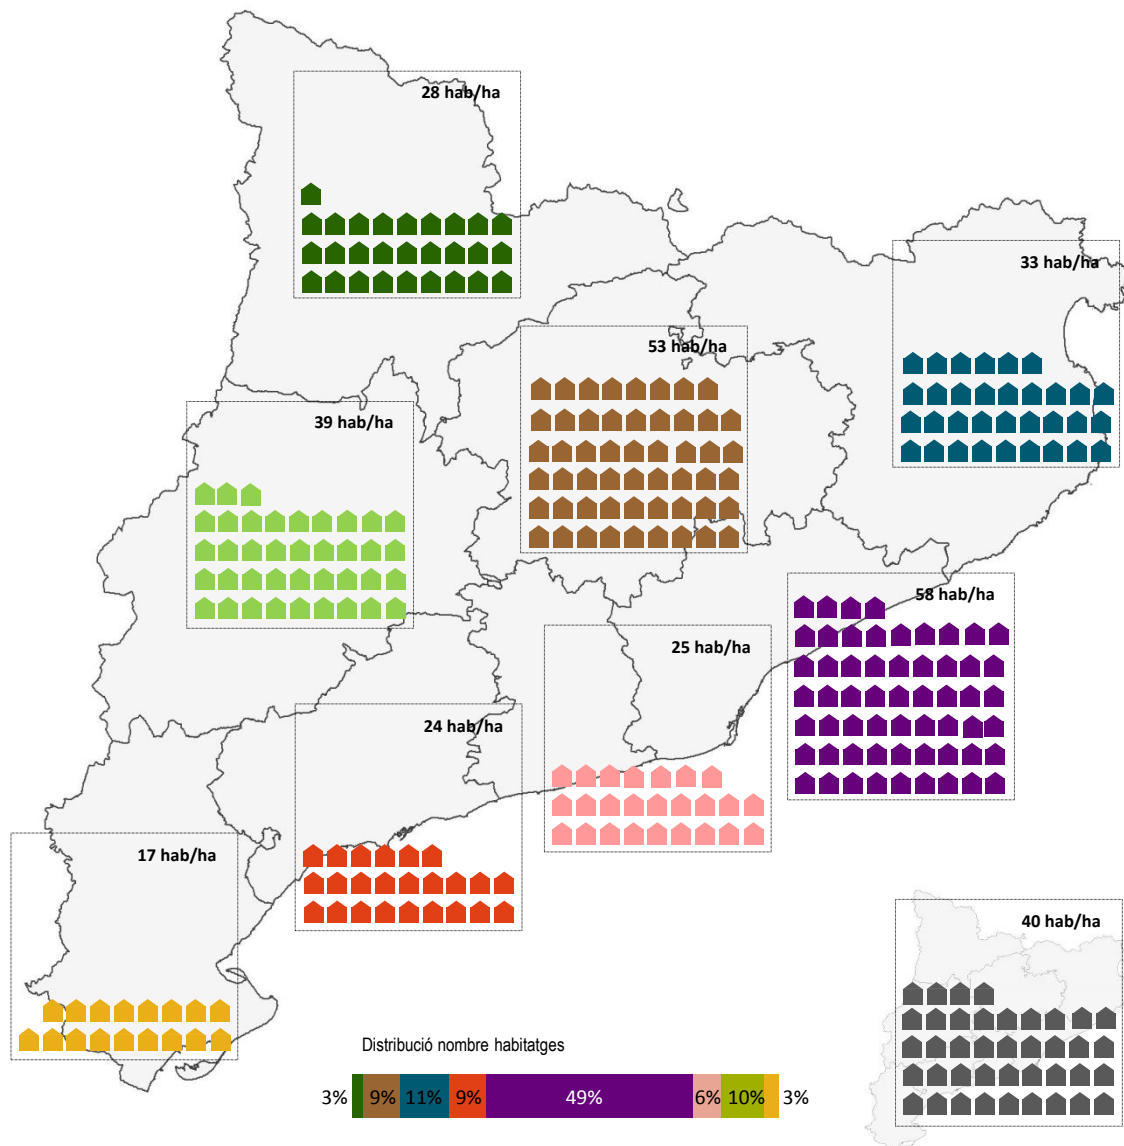 28 hab/ha
33 hab/ha
53 hab/ha
39 hab/ha
58 hab/ha
25 hab/ha
24 hab/ha
17 hab/ha
40 hab/ha
Distribució nombre habitatges
3% 9% 11% 9% 49% 6% 10% 3%